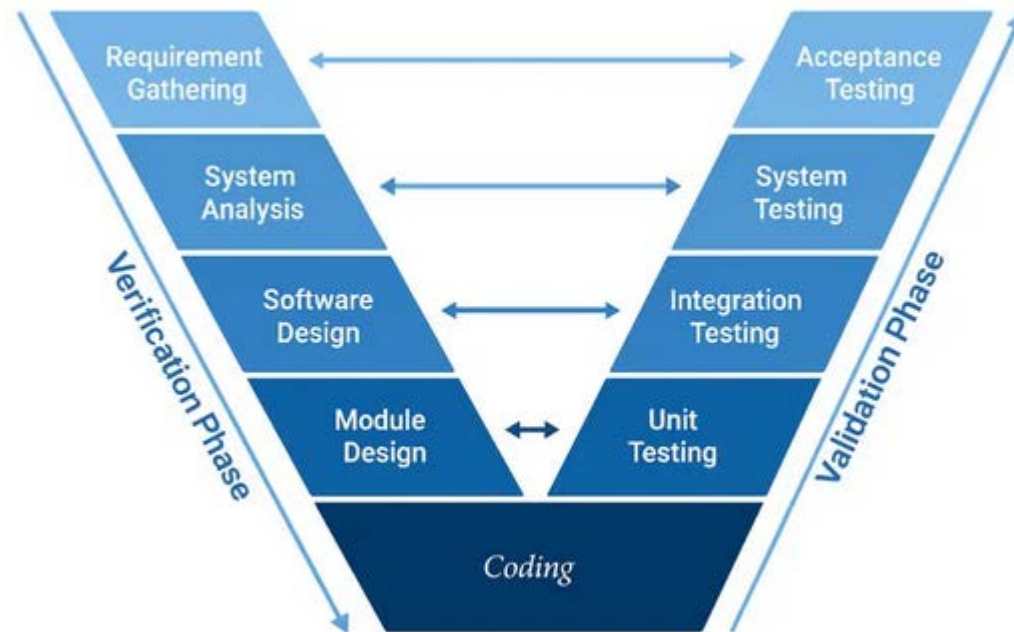 Requirement
Gathering
Acceptance
Testing
System
Analysis
System
Testing
Software
Design
Integration
Testing
Module
Design
Unit
Testing
Coding
Verification Phase
Validation Phase